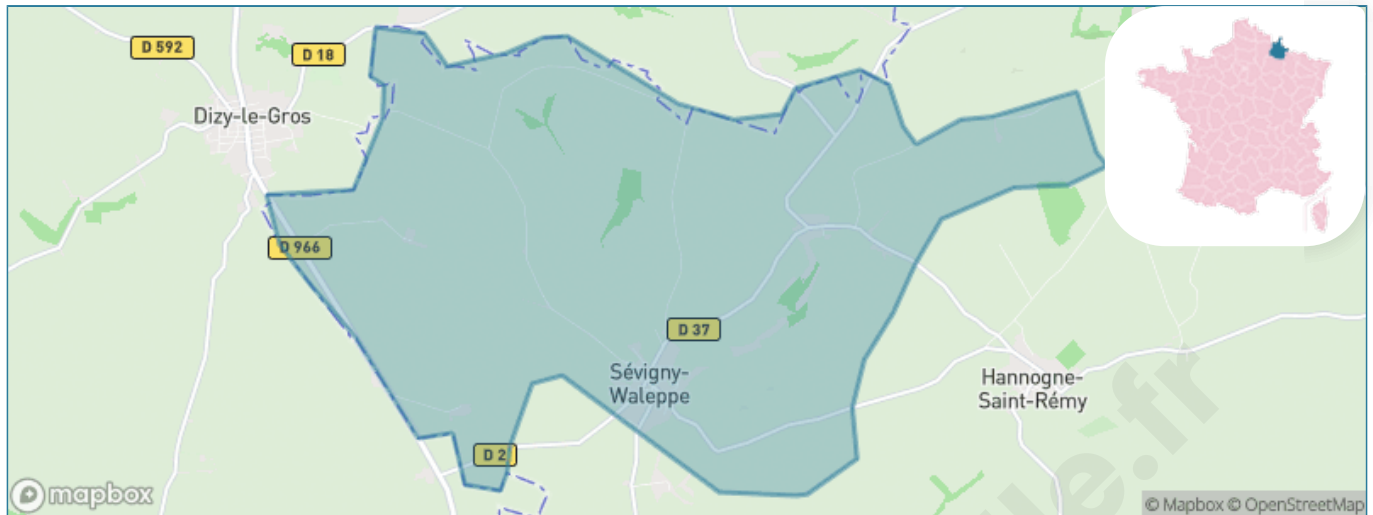 D 592
D 18
Dizy-le-Gros
D 966
D 37
Sévigny-
Waleppe
Hannogne-
Saint-Rémy
D 2
mapbox
© Mapbox © OpenStreetMap